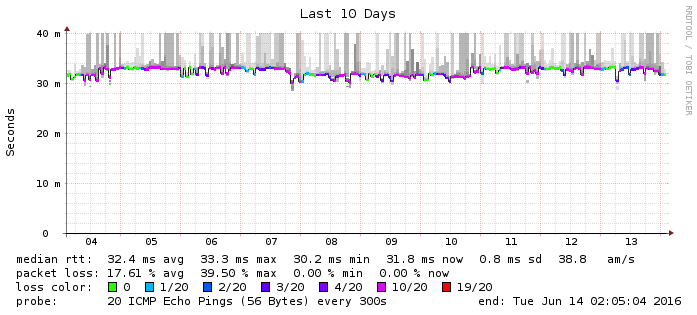 Last 10 Days
RRDTOOL / TOBI OETIKER
Seconds
40 m
30 m
20 m
10 m
0
04 05 06 07 08 09 10 11 12 13
median rtt: 32.4 ms avg 33.3 ms max 30.2 ms min 31.8 ms now 0.8 ms sd 38.8 am/s
packet loss: 17.61 % avg 39.50 % max 0.00 % min 0.00 % now
loss color: 0 1/20 2/20 3/20 4/20 10/20 19/20
probe: 20 ICMP Echo Pings (56 Bytes) every 300s end: Tue Jun 14 02:05:04 2016